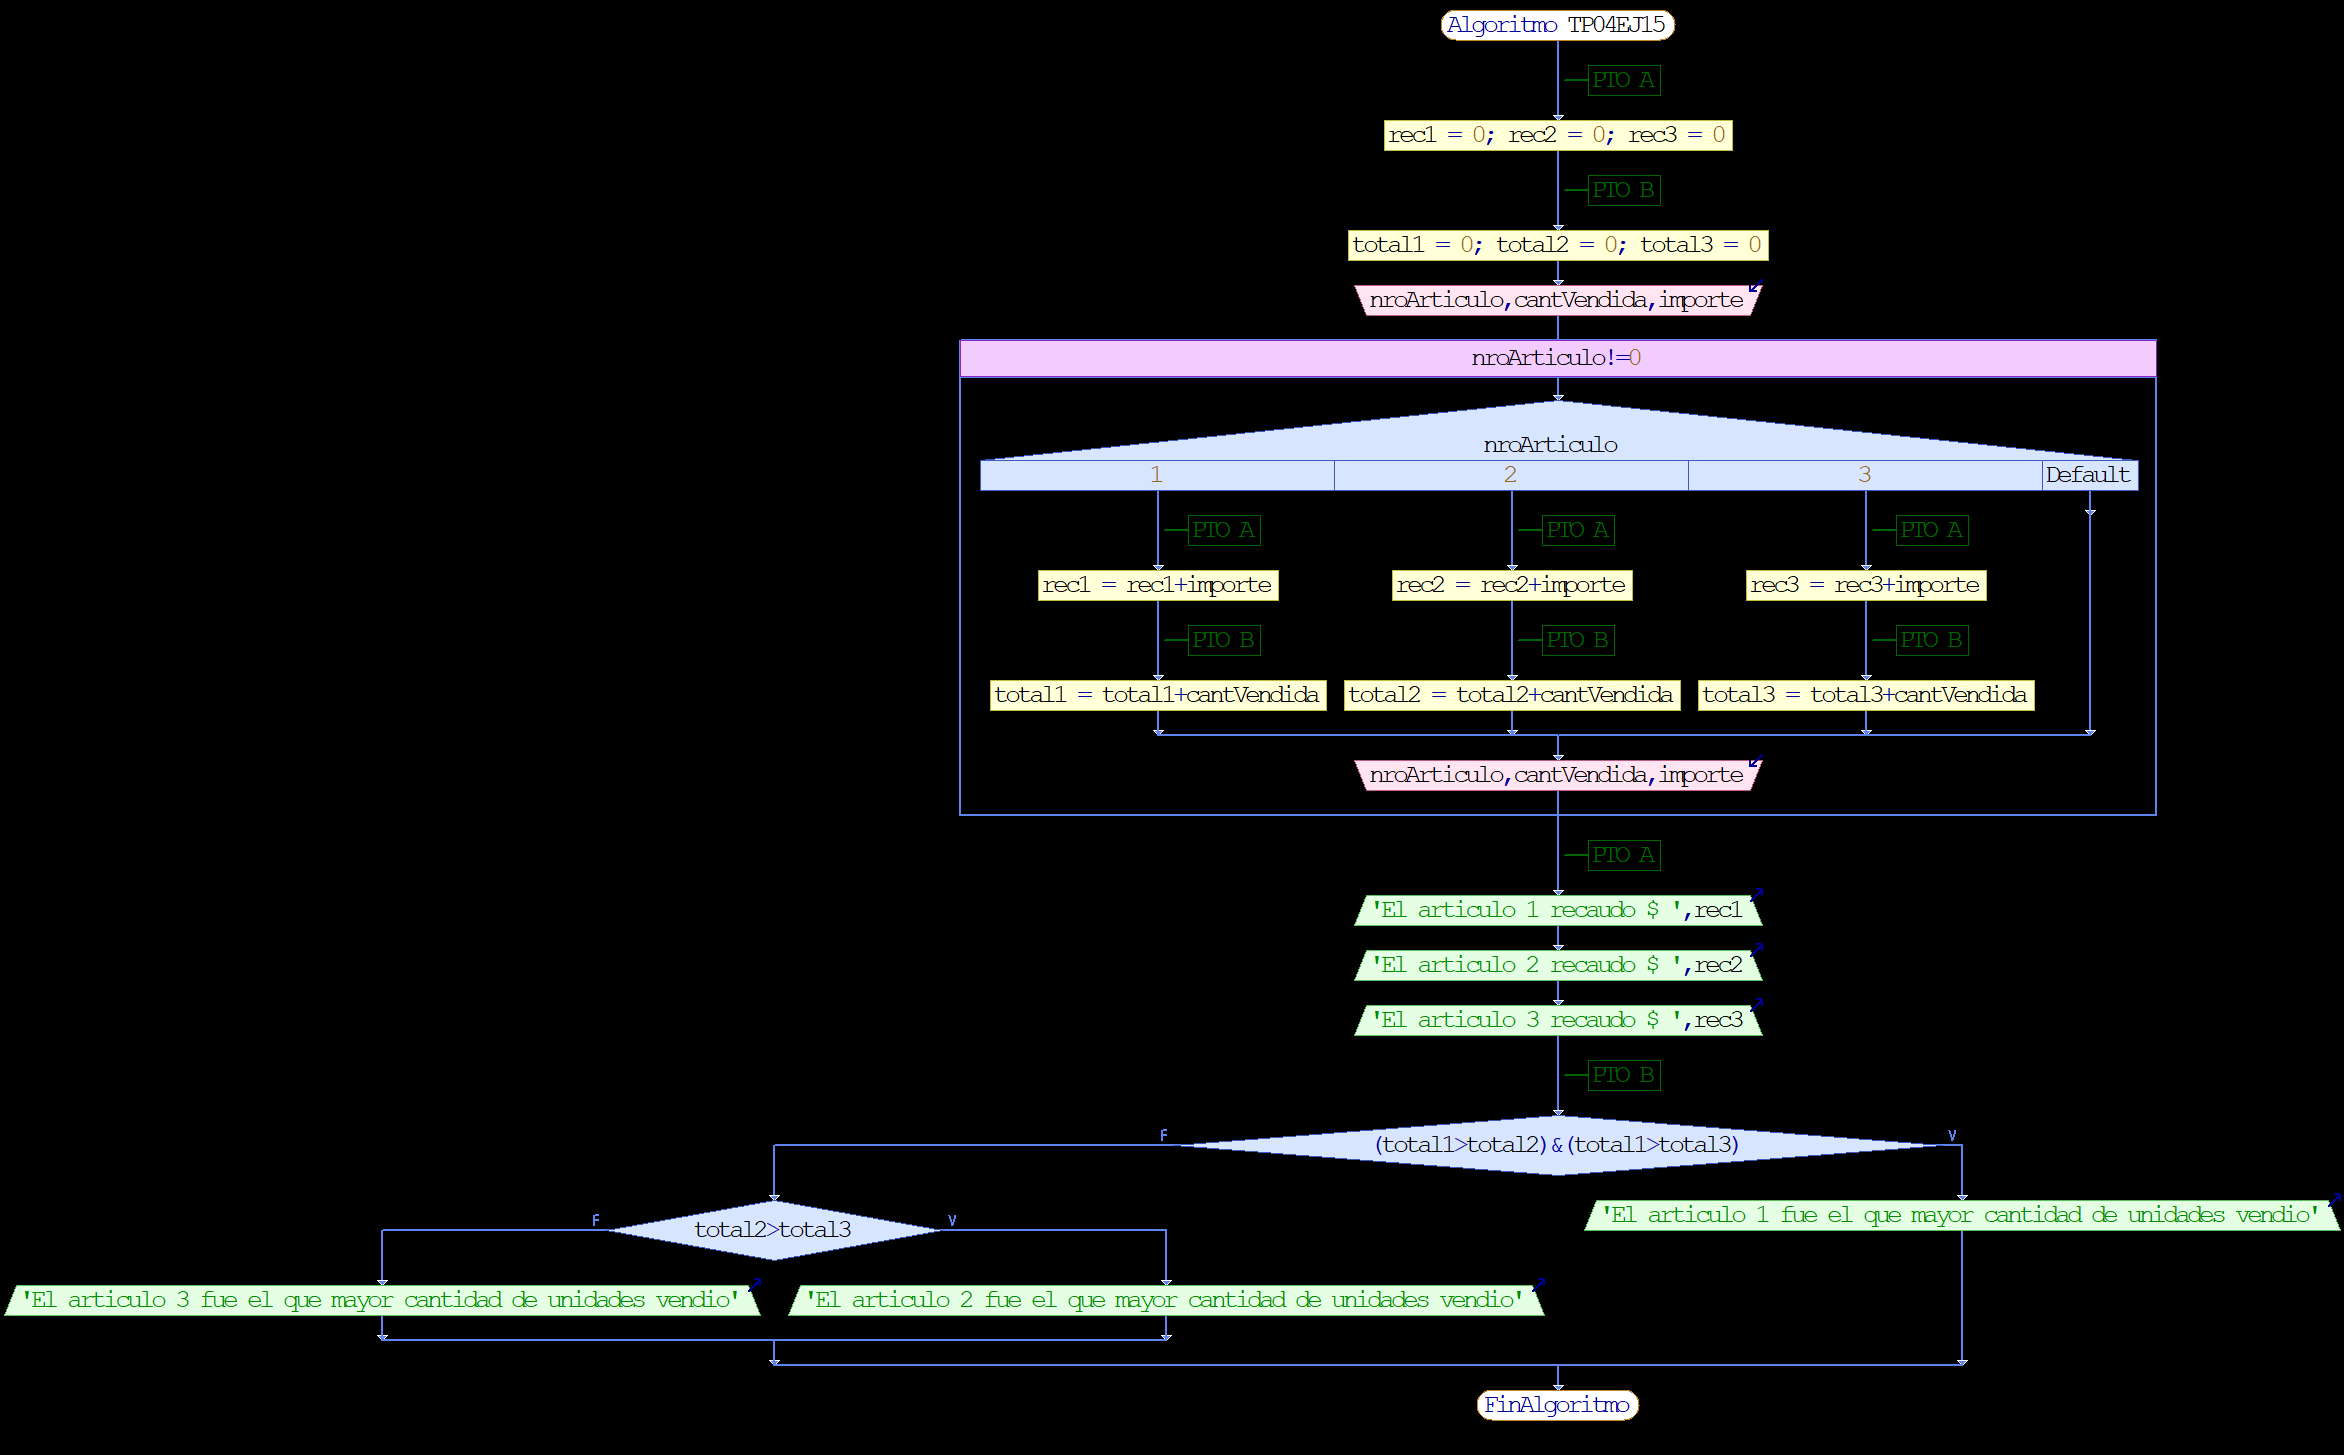 Algoritmo TP04EJ15
PTO A
rec1 = 0; rec2 = 0; rec3 = 0
PTO B
total1 = 0; total2 = 0; total3 = 0
nroArticulo,cantVendida,importe
nroArticulo!=0
nroArticulo
1 2 3 Default
PTO A PTO A PTO A
rec1 = rec1+importe rec2 = rec2+importe rec3 = rec3+importe
PTO B PTO B PTO B
total1 = total1+cantVendida total2 = total2+cantVendida total3 = total3+cantVendida
nroArticulo,cantVendida,importe
PTO A
'El articulo 1 recaudo $ ',rec1
'El articulo 2 recaudo $ ',rec2
'El articulo 3 recaudo $ ',rec3
PTO B
F V
(total1>total2)&(total1>total3)
'El articulo 1 fue el que mayor cantidad de unidades vendio'
F V
total2>total3
'El articulo 3 fue el que mayor cantidad de unidades vendio' 'El articulo 2 fue el que mayor cantidad de unidades vendio'
FinAlgoritmo